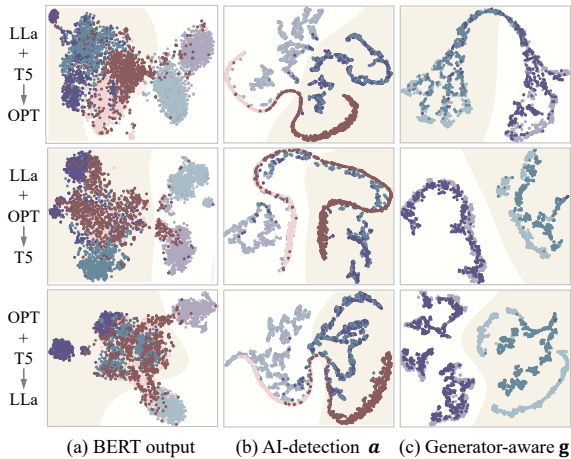 LLa
+
T5
↓
OPT
LLa
+
OPT
↓
T5
OPT
+
T5
↓
LLa
(a) BERT output (b) AI-detection a (c) Generator-aware g